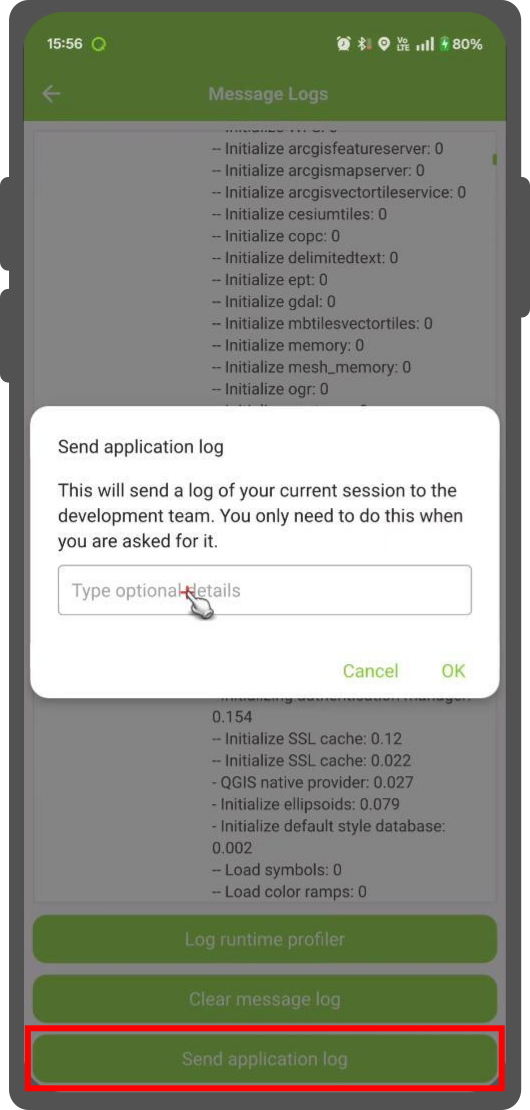 15:56
Vo LTE
80%
Message Logs
-- Initialize arcgisfeatureserver: 0
-- Initialize arcgismapserver: 0
-- Initialize arcgisvectortileservice: 0
-- Initialize cesiumtiles: 0
-- Initialize copc: 0
-- Initialize delimitedtext: 0
-- Initialize ept: 0
-- Initialize gdal: 0
-- Initialize mbtilesvectortiles: 0
-- Initialize memory: 0
-- Initialize mesh_memory: 0
-- Initialize ogr: 0
Send application log
This will send a log of your current session to the
development team. You only need to do this when
you are asked for it.
Type optional details
Cancel
OK
- Initializing authentication manager:
0.154
-- Initialize SSL cache: 0.12
-- Initialize SSL cache: 0.022
- QGIS native provider: 0.027
- Initialize ellipsoids: 0.079
- Initialize default style database:
0.002
-- Load symbols: 0
-- Load color ramps: 0
Log runtime profiler
Clear message log
Send application log